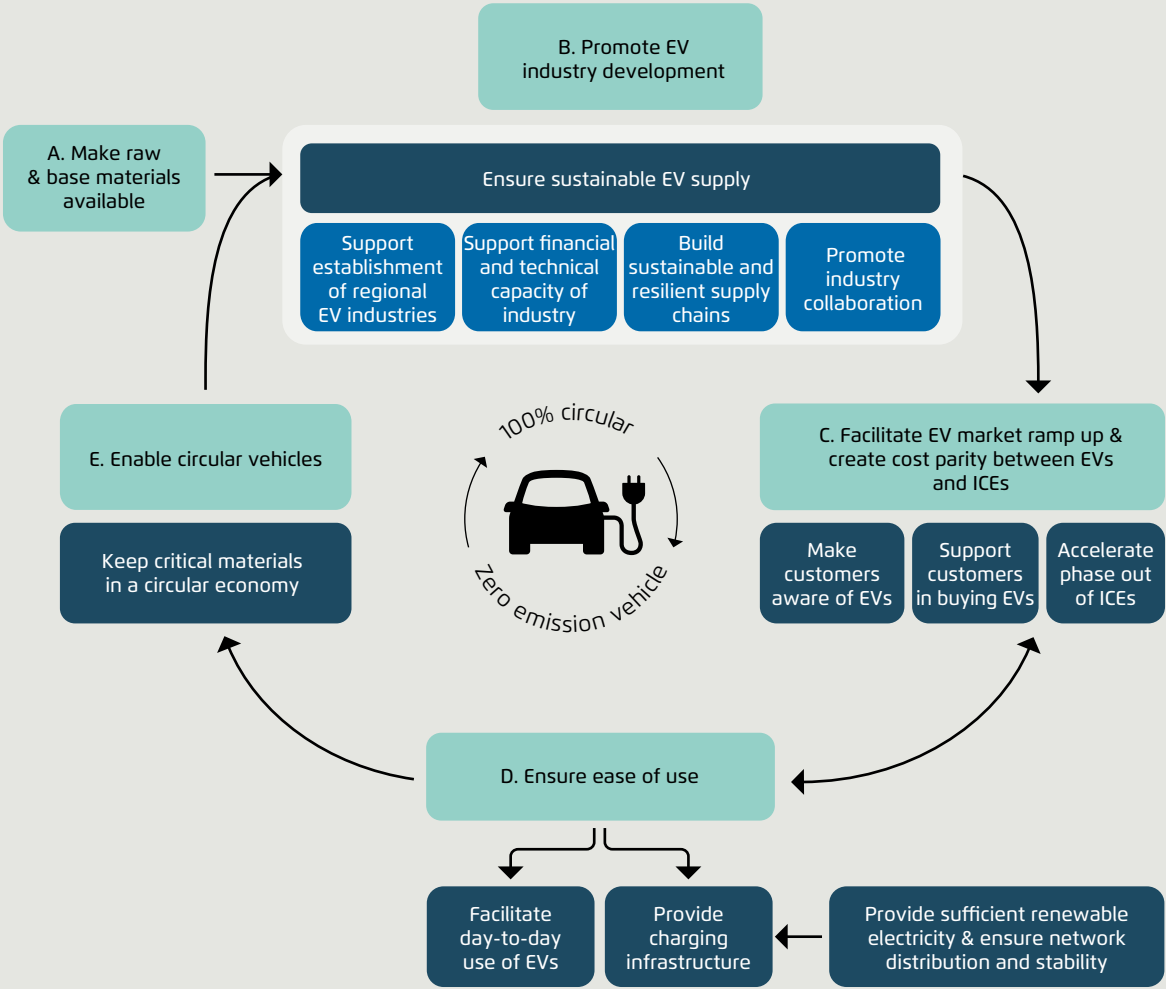 B. Promote EV
industry development
A. Make raw
& base materials
available
Ensure sustainable EV supply
Support
establishment
of regional
EV industries
Support financial
and technical
capacity of
industry
Build
sustainable and
resilient supply
chains
Promote
industry
collaboration
E. Enable circular vehicles
Keep critical materials
in a circular economy
100% circular
Zero emission vehicle
C. Facilitate EV market ramp up &
create cost parity between EVs
and ICEs
Make
customers
aware of EVs
Support
customers
in buying EVs
Accelerate
phase out
of ICEs
D. Ensure ease of use
Facilitate
day-to-day
use of EVs
Provide
charging
infrastructure
Provide sufficient renewable
electricity & ensure network
distribution and stability